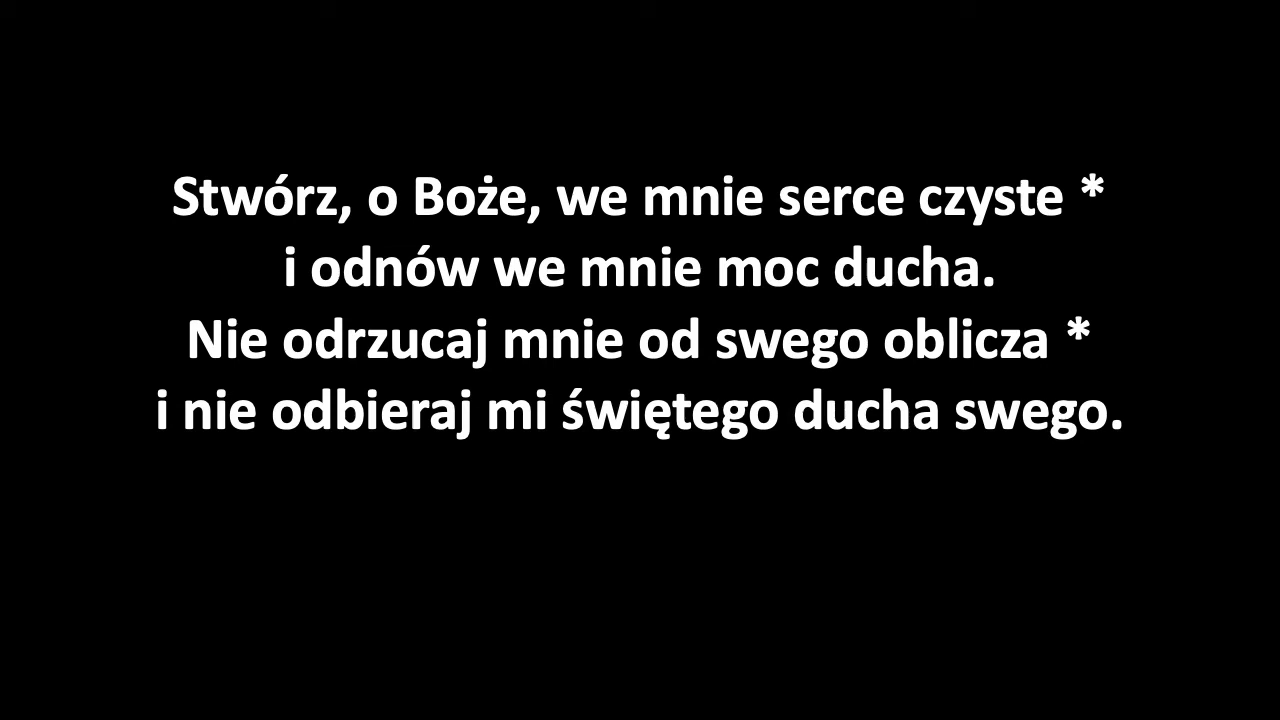 Stwórz, o Boże, we mnie serce czyste *
i odnów we mnie moc ducha.
Nie odrzucaj mnie od swego oblicza *
i nie odbieraj mi świętego ducha swego.